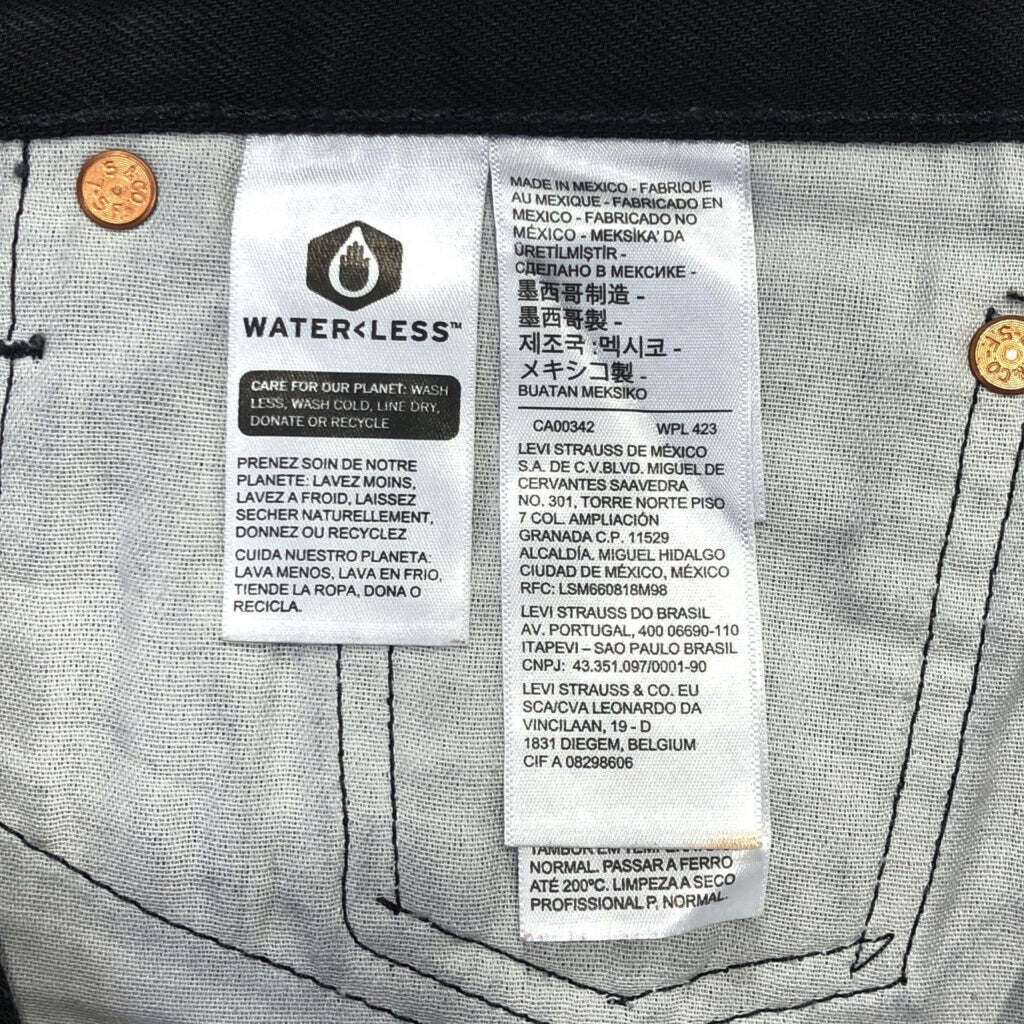 S & CO
S.F.
WATER<LESS™
CARE FOR OUR PLANET: WASH
LESS, WASH COLD, LINE DRY,
DONATE OR RECYCLE
PRENEZ SOIN DE NOTRE
PLANETE: LAVEZ MOINS,
LAVEZ A FROID, LAISSEZ
SECHER NATURELLEMENT,
DONNEZ OU RECYCLEZ
CUIDA NUESTRO PLANETA:
LAVA MENOS, LAVA EN FRIO,
TIENDE LA ROPA, DONA O
RECICLA.
MADE IN MEXICO - FABRIQUE
AU MEXIQUE - FABRICADO EN
MEXICO - FABRICADO NO
MÉXICO - MEKSİKA' DA
ÜRETİLMİŞTİR -
СДЕЛАНО В МЕКСИКЕ -
墨西哥制造 -
墨西哥製 -
제조국 :멕시코 -
メキシコ製 -
BUATAN MEKSIKO
CA00342 WPL 423
LEVI STRAUSS DE MÉXICO
S.A. DE C.V.BLVD. MIGUEL DE
CERVANTES SAAVEDRA
NO. 301, TORRE NORTE PISO
7 COL. AMPLIACIÓN
GRANADA C.P. 11529
ALCALDÍA. MIGUEL HIDALGO
CIUDAD DE MÉXICO, MÉXICO
RFC: LSM660818M98
LEVI STRAUSS DO BRASIL
AV. PORTUGAL, 400 06690-110
ITAPEVI – SAO PAULO BRASIL
CNPJ: 43.351.097/0001-90
LEVI STRAUSS & CO. EU
SCA/CVA LEONARDO DA
VINCILAAN, 19 - D
1831 DIEGEM, BELGIUM
CIF A 08298606
TAMBOR EM
NORMAL. PASSAR A FERRO
ATÉ 200ºC. LIMPEZA A SECO
PROFISSIONAL P, NORMAL.